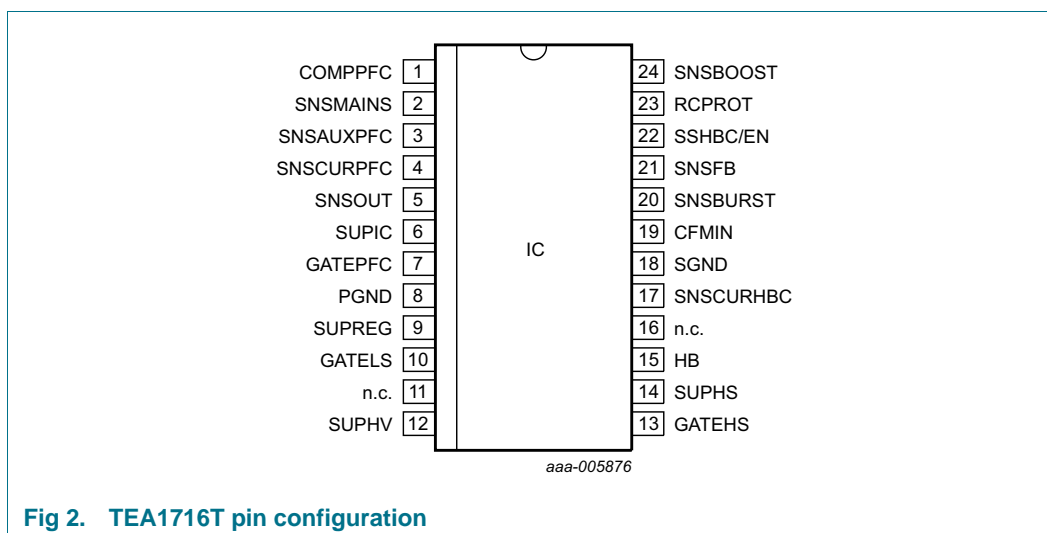 COMPPFC 1 24 SNSBOOST
SNSMAINS 2 23 RCPROT
SNSAUXPFC 3 22 SSHBC/EN
SNSCURPFC 4 21 SNSFB
SNSOUT 5 20 SNSBURST
SUPIC 6 19 CFMIN
IC
GATEPFC 7 18 SGND
PGND 8 17 SNSCURHBC
SUPREG 9 16 n.c.
GATELS 10 15 HB
n.c. 11 14 SUPHS
SUPHV 12 13 GATEHS
aaa-005876
Fig 2. TEA1716T pin configuration